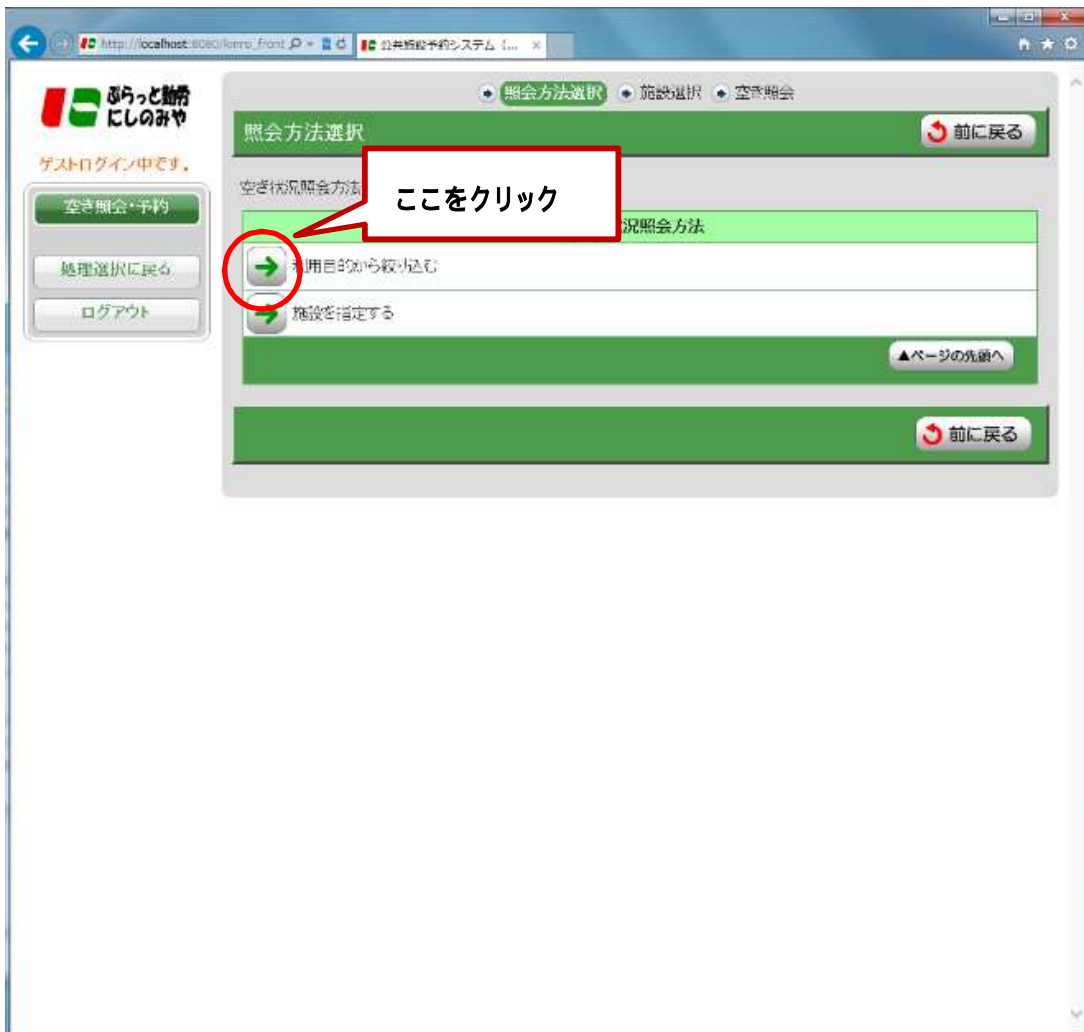 公共施設予約システム (...
ぷらっと勤労
にしのみや
ゲストログイン中です。
空き照会・予約
処理選択に戻る
ログアウト
照会方法選択 施設選択 空き照会
照会方法選択
前に戻る
空き状況照会方法
ここをクリック
状況照会方法
利用目的から絞り込む
施設を指定する
▲ページの先頭へ
前に戻る